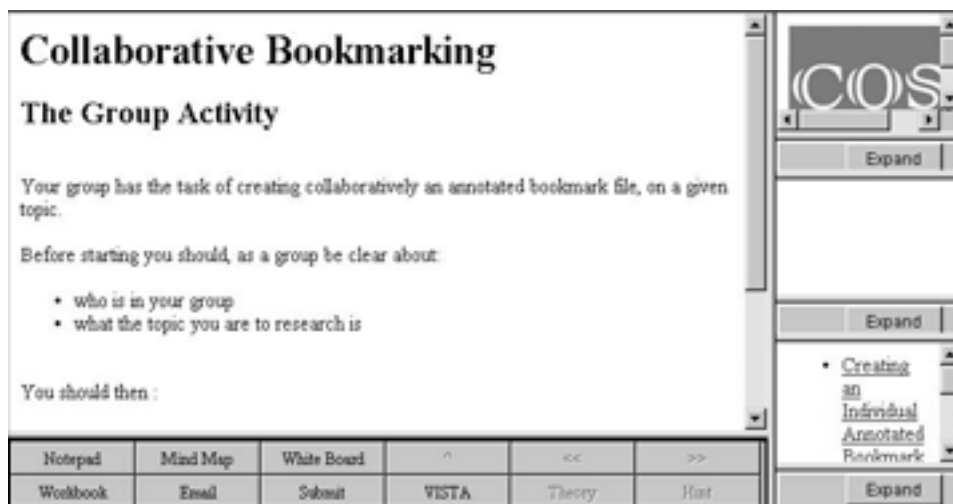 Collaborative Bookmarking
The Group Activity
Your group has the task of creating collaboratively an annotated bookmark file, on a given
topic.
Before starting you should, as a group be clear about:
• who is in your group
• what the topic you are to research is
You should then :
Notepad Mind Map White Board ^ << >>
Workbook Email Submit VISTA Theory Hint
COS
Expand
Expand
• Creating
an
Individual
Annotated
Bookmark
Expand